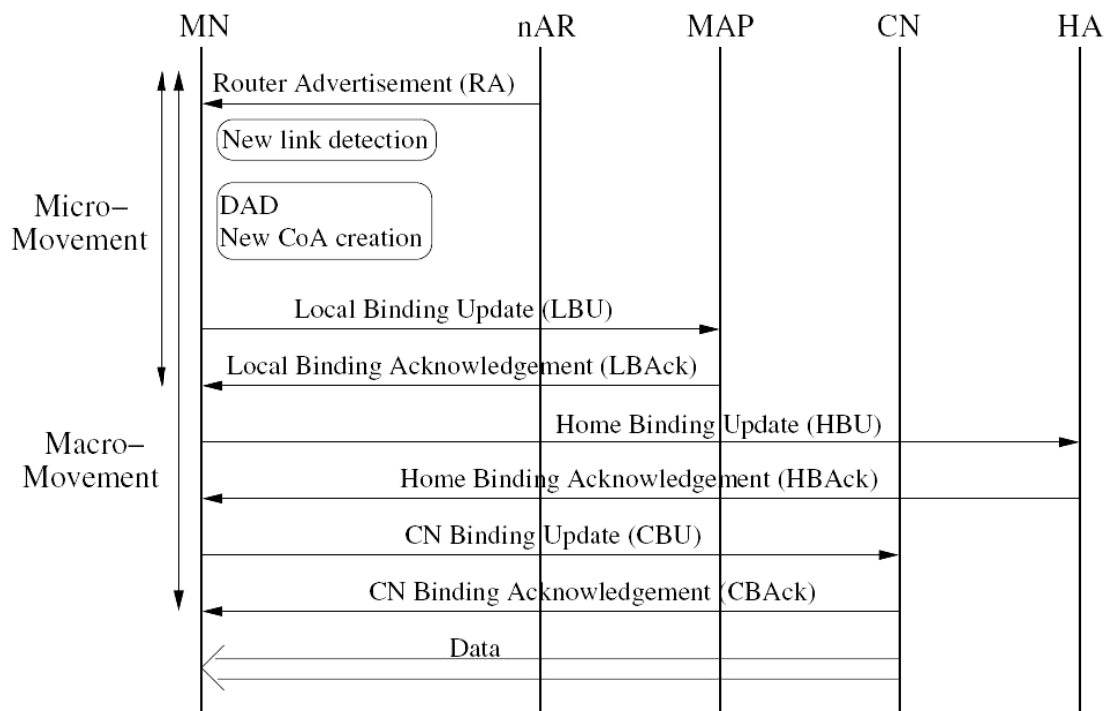 MN nAR MAP CN HA
Router Advertisement (RA)
New link detection
Micro−
Movement
DAD
New CoA creation
Local Binding Update (LBU)
Local Binding Acknowledgement (LBAck)
Macro−
Movement
Home Binding Update (HBU)
Home Binding Acknowledgement (HBAck)
CN Binding Update (CBU)
CN Binding Acknowledgement (CBAck)
Data